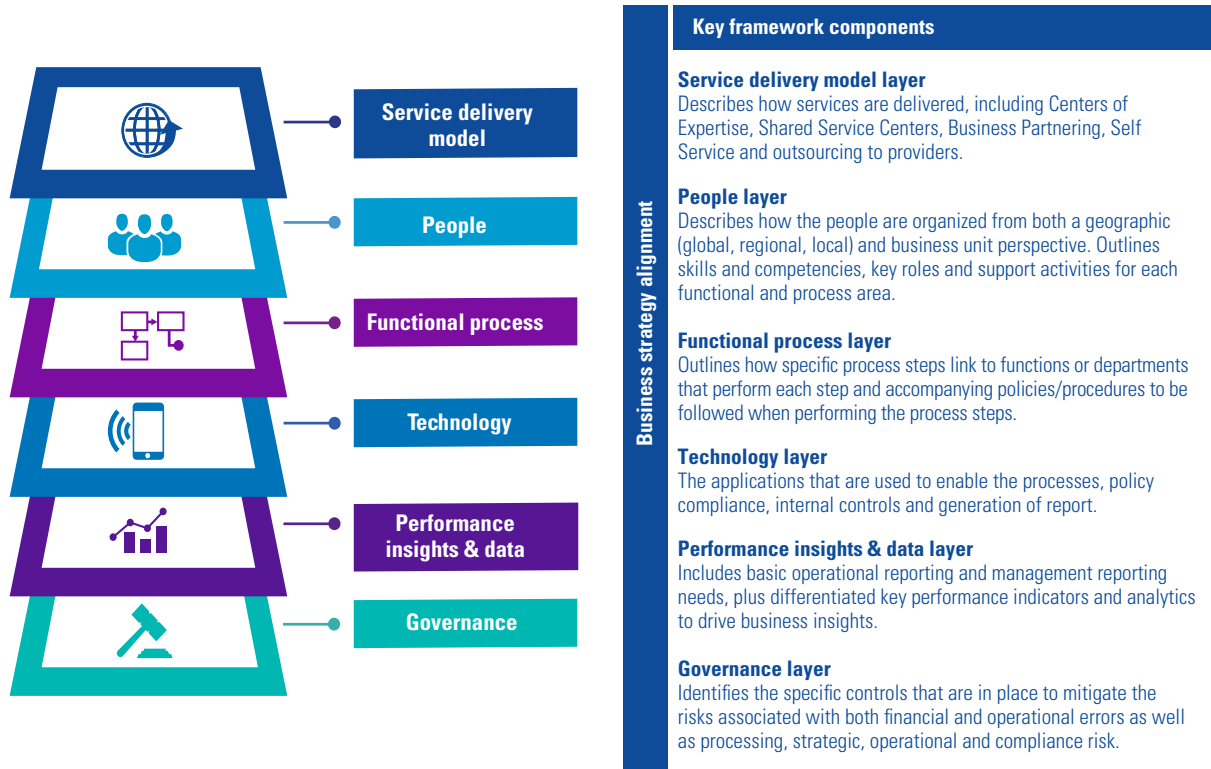 Service delivery
model
People
Functional process
Technology
Performance
insights & data
Governance
Business strategy alignment
Key framework components
Service delivery model layer
Describes how services are delivered, including Centers of
Expertise, Shared Service Centers, Business Partnering, Self
Service and outsourcing to providers.
People layer
Describes how the people are organized from both a geographic
(global, regional, local) and business unit perspective. Outlines
skills and competencies, key roles and support activities for each
functional and process area.
Functional process layer
Outlines how specific process steps link to functions or departments
that perform each step and accompanying policies/procedures to be
followed when performing the process steps.
Technology layer
The applications that are used to enable the processes, policy
compliance, internal controls and generation of report.
Performance insights & data layer
Includes basic operational reporting and management reporting
needs, plus differentiated key performance indicators and analytics
to drive business insights.
Governance layer
Identifies the specific controls that are in place to mitigate the
risks associated with both financial and operational errors as well
as processing, strategic, operational and compliance risk.